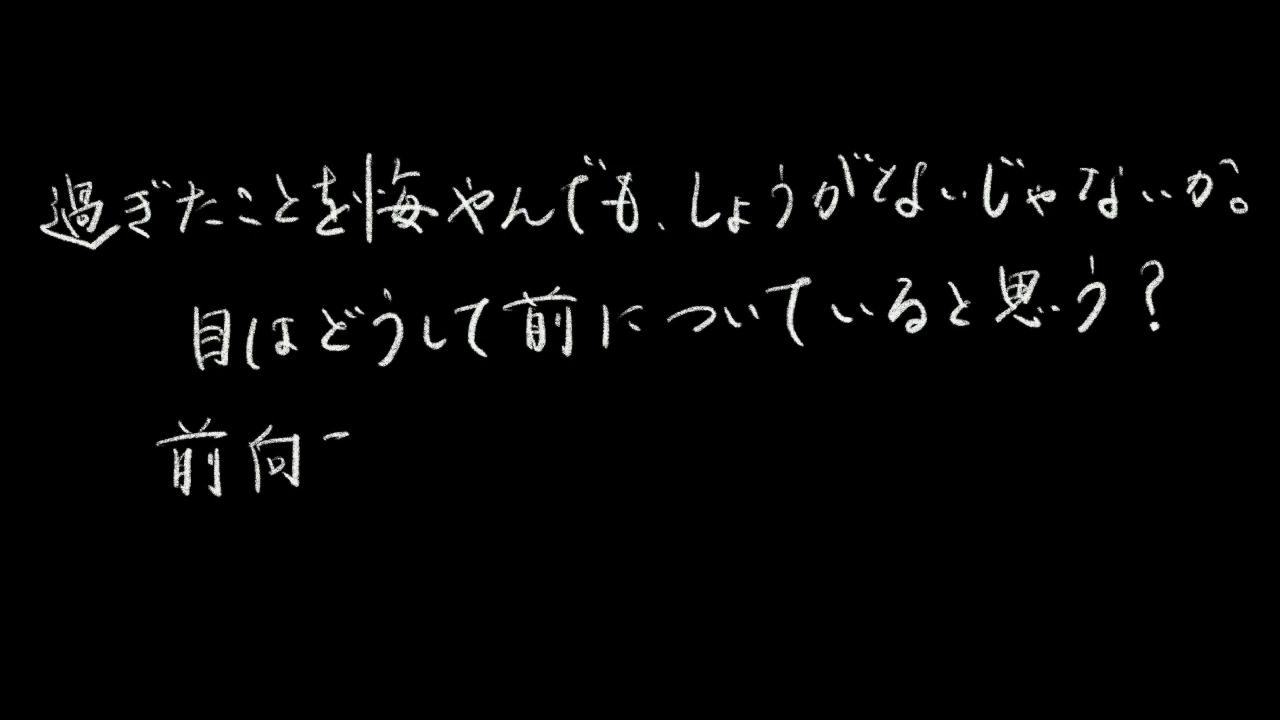 過ぎたことを悔やんでも、しょうがないじゃないか。
目はどうして前についていると思う？
前向